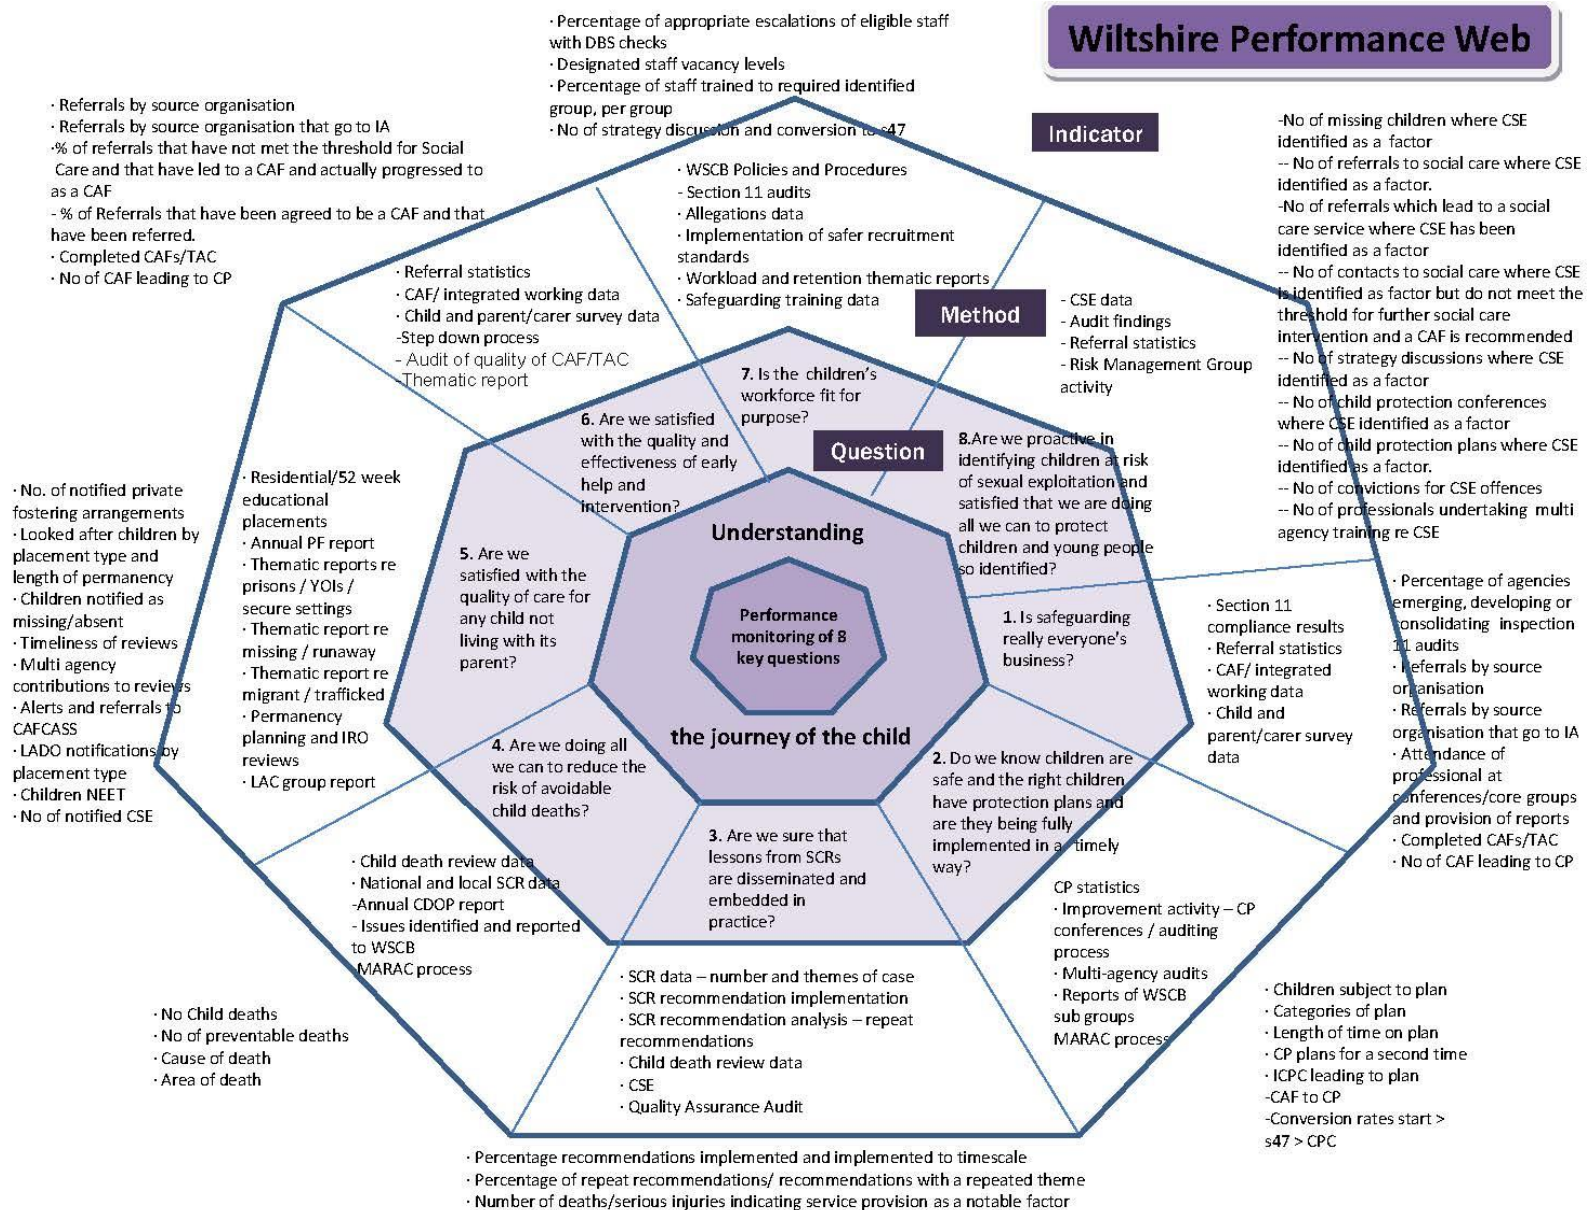 Wiltshire Performance Web
· Percentage of appropriate escalations of eligible staff
with DBS checks
· Designated staff vacancy levels
· Percentage of staff trained to required identified
group, per group
· No of strategy discussion and conversion to s47
· Referrals by source organisation
· Referrals by source organisation that go to IA
·% of referrals that have not met the threshold for Social
Care and that have led to a CAF and actually progressed to
as a CAF
- % of Referrals that have been agreed to be a CAF and that
have been referred.
· Completed CAFs/TAC
· No of CAF leading to CP
Indicator
-No of missing children where CSE
identified as a factor
-- No of referrals to social care where CSE
identified as a factor.
-No of referrals which lead to a social
care service where CSE has been
identified as a factor
-- No of contacts to social care where CSE
is identified as factor but do not meet the
threshold for further social care
intervention and a CAF is recommended
-- No of strategy discussions where CSE
identified as a factor
-- No of child protection conferences
where CSE identified as a factor
-- No of child protection plans where CSE
identified as a factor.
-- No of convictions for CSE offences
-- No of professionals undertaking multi
agency training re CSE
· WSCB Policies and Procedures
- Section 11 audits
· Allegations data
· Implementation of safer recruitment
standards
· Workload and retention thematic reports
· Safeguarding training data
· Referral statistics
· CAF/ integrated working data
· Child and parent/carer survey data
-Step down process
- Audit of quality of CAF/TAC
-Thematic report
Method
- CSE data
- Audit findings
- Referral statistics
- Risk Management Group
activity
7. Is the children's
workforce fit for
purpose?
6. Are we satisfied
with the quality and
effectiveness of early
help and
intervention?
Question
8.Are we proactive in
identifying children at risk
of sexual exploitation and
satisfied that we are doing
all we can to protect
children and young people
so identified?
· No. of notified private
fostering arrangements
· Looked after children by
placement type and
length of permanency
· Children notified as
missing/absent
· Timeliness of reviews
· Multi agency
contributions to reviews
· Alerts and referrals to
CAFCASS
· LADO notifications by
placement type
· Children NEET
· No of notified CSE
· Residential/52 week
educational
placements
· Annual PF report
· Thematic reports re
prisons / YOIs /
secure settings
· Thematic report re
missing / runaway
· Thematic report re
migrant / trafficked
· Permanency
planning and IRO
reviews
· LAC group report
5. Are we
satisfied with the
quality of care for
any child not
living with its
parent?
Understanding
Performance
monitoring of 8
key questions
the journey of the child
1. Is safeguarding
really everyone's
business?
· Section 11
compliance results
· Referral statistics
· CAF/ integrated
working data
· Child and
parent/carer survey
data
· Percentage of agencies
emerging, developing or
consolidating inspection
11 audits
· Referrals by source
organisation
· Referrals by source
organisation that go to IA
· Attendance of
professional at
conferences/core groups
and provision of reports
· Completed CAFs/TAC
· No of CAF leading to CP
4. Are we doing all
we can to reduce the
risk of avoidable
child deaths?
2. Do we know children are
safe and the right children
have protection plans and
are they being fully
implemented in a timely
way?
3. Are we sure that
lessons from SCRs
are disseminated and
embedded in
practice?
· Child death review data
· National and local SCR data
-Annual CDOP report
- Issues identified and reported
to WSCB
MARAC process
CP statistics
· Improvement activity – CP
conferences / auditing
process
· Multi-agency audits
· Reports of WSCB
sub groups
MARAC process
· SCR data – number and themes of case
· SCR recommendation implementation
· SCR recommendation analysis – repeat
recommendations
· Child death review data
· CSE
· Quality Assurance Audit
· No Child deaths
· No of preventable deaths
· Cause of death
· Area of death
· Children subject to plan
· Categories of plan
· Length of time on plan
· CP plans for a second time
· ICPC leading to plan
-CAF to CP
-Conversion rates start >
s47 > CPC
· Percentage recommendations implemented and implemented to timescale
· Percentage of repeat recommendations/ recommendations with a repeated theme
· Number of deaths/serious injuries indicating service provision as a notable factor